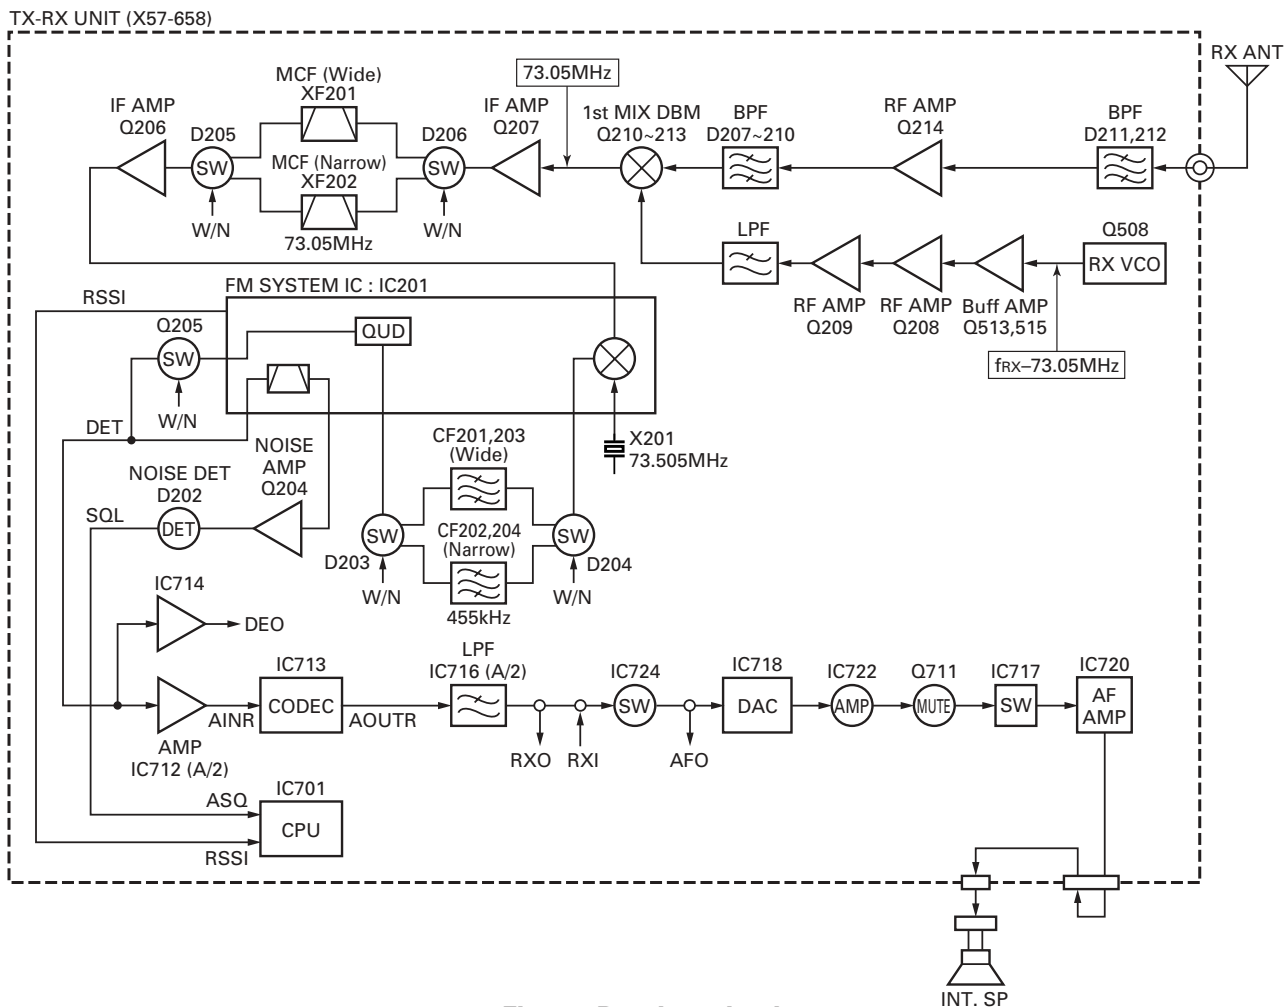 TX-RX UNIT (X57-658)
RX ANT
MCF (Wide)
XF201
73.05MHz
IF AMP
Q206
D205
SW
W/N
MCF (Narrow)
XF202
73.05MHz
D206
SW
W/N
IF AMP
Q207
1st MIX DBM
Q210~213
BPF
D207~210
RF AMP
Q214
BPF
D211,212
LPF
RF AMP
Q209
RF AMP
Q208
Buff AMP
Q513,515
Q508
RX VCO
fRX–73.05MHz
FM SYSTEM IC : IC201
RSSI
Q205
SW
W/N
QUD
DET
X201
73.505MHz
NOISE
AMP
Q204
NOISE DET
D202
DET
SQL
CF201,203
(Wide)
CF202,204
(Narrow)
455kHz
SW
D203
W/N
SW
D204
W/N
IC714
DEO
AMP
IC712 (A/2)
AINR
IC713
CODEC
AOUTR
LPF
IC716 (A/2)
RXO
RXI
IC724
SW
AFO
IC718
DAC
IC722
AMP
Q711
MUTE
IC717
SW
IC720
AF
AMP
ASQ
RSSI
IC701
CPU
INT. SP